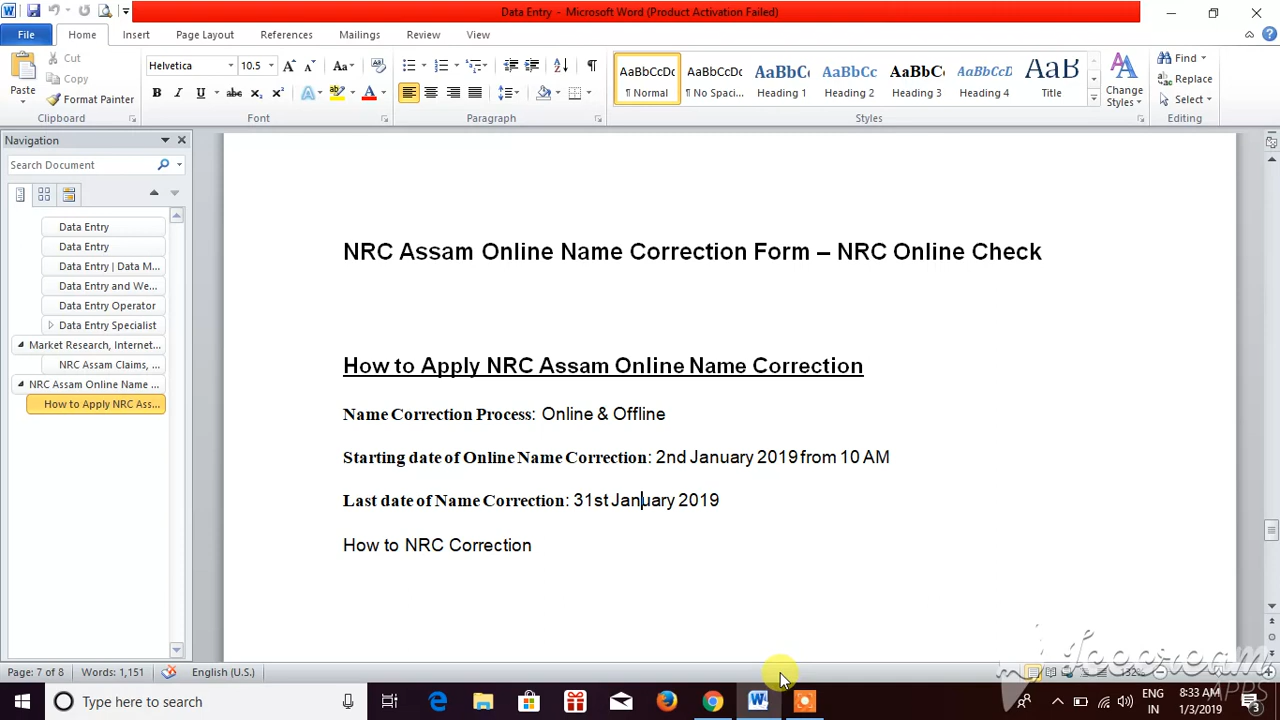 Data Entry - Microsoft Word (Product Activation Failed)
File Home Insert Page Layout References Mailings Review View
Paste
Cut
Copy
Format Painter
Clipboard
Helvetica 10.5
Font
Paragraph
AaBbCcDc AaBbCcDc AaBbCc AaBbCc AaBbCc AaBbCcDc AaB
¶ Normal ¶ No Spaci... Heading 1 Heading 2 Heading 3 Heading 4 Title
Change Styles
Styles
Find
Replace
Select
Editing
Navigation
Search Document
Data Entry
Data Entry
Data Entry | Data M...
Data Entry and We...
Data Entry Operator
Data Entry Specialist
Market Research, Internet...
NRC Assam Claims, ...
NRC Assam Online Name ...
How to Apply NRC Ass...
NRC Assam Online Name Correction Form – NRC Online Check
How to Apply NRC Assam Online Name Correction
Name Correction Process: Online & Offline
Starting date of Online Name Correction: 2nd January 2019 from 10 AM
Last date of Name Correction: 31st January 2019
How to NRC Correction
Page: 7 of 8 Words: 1,151 English (U.S.)
Type here to search
ENG
IN
8:33 AM
1/3/2019
APPS